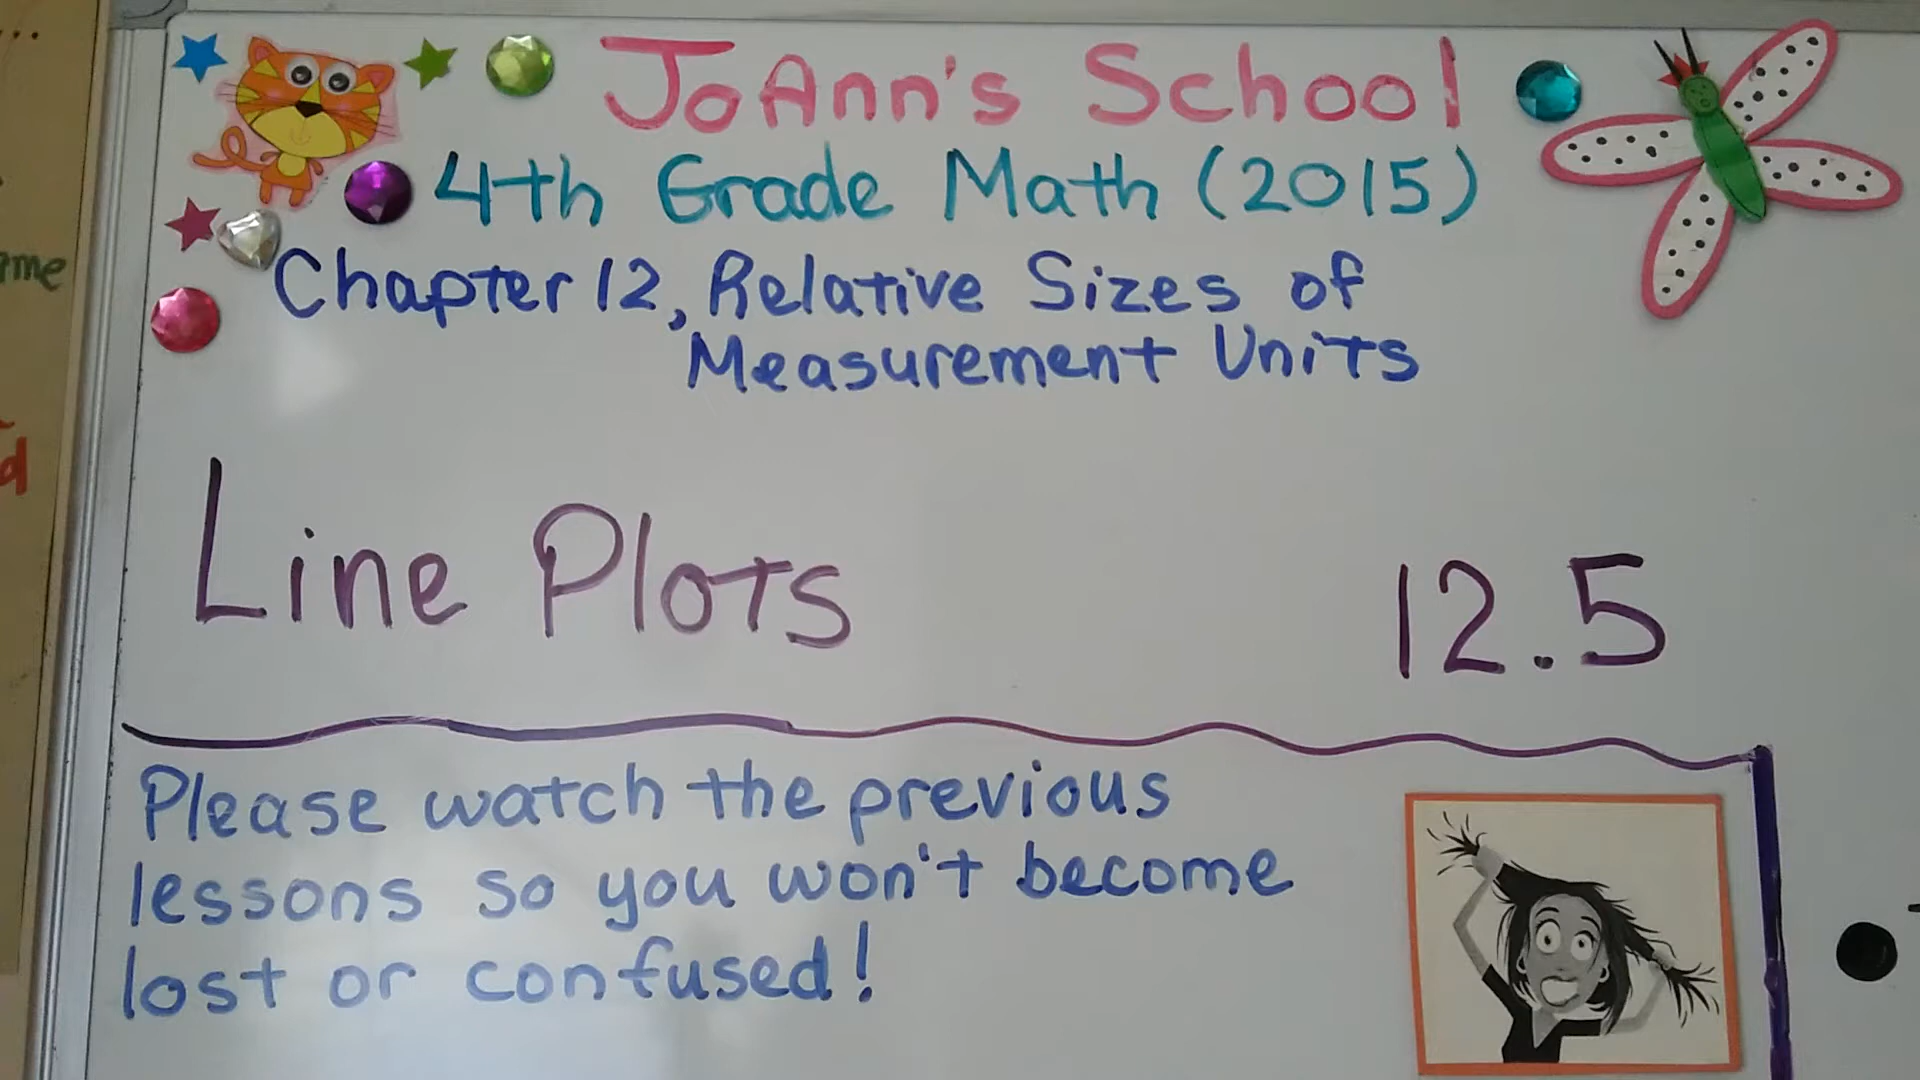 JoAnn's School
4th Grade Math (2015)
Chapter 12, Relative Sizes of
Measurement Units
Line Plots 12.5
Please watch the previous
lessons so you won't become
lost or confused!